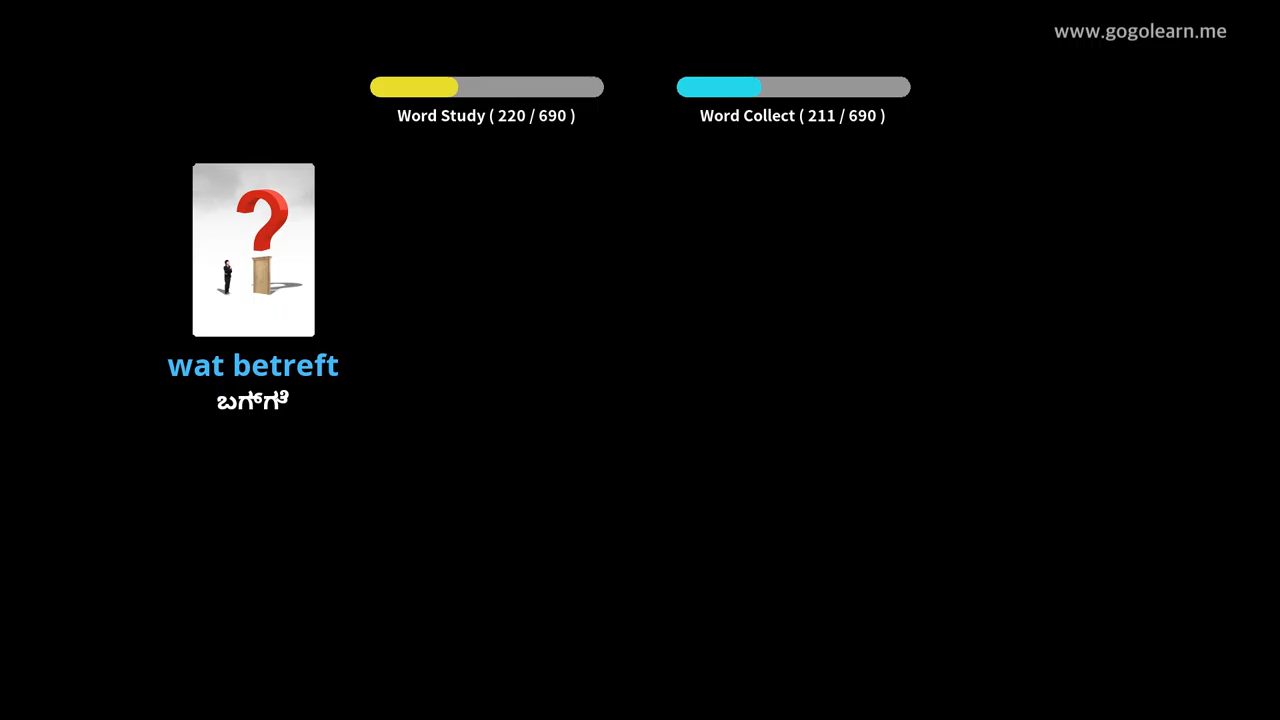 www.gogolearn.me
Word Study ( 220 / 690 )
Word Collect ( 211 / 690 )
wat betreft
ಬಗ್‌ಗೆ